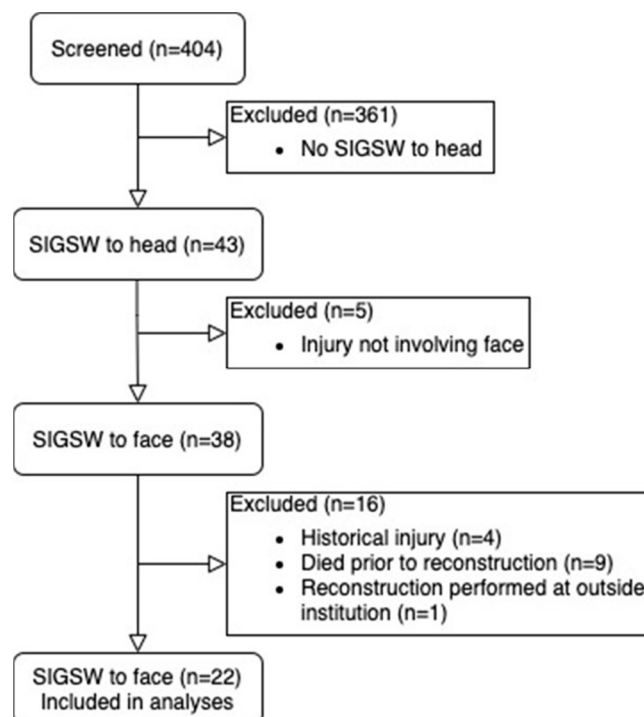 Screened (n=404)
Excluded (n=361)
• No SIGSW to head
SIGSW to head (n=43)
Excluded (n=5)
• Injury not involving face
SIGSW to face (n=38)
Excluded (n=16)
• Historical injury (n=4)
• Died prior to reconstruction (n=9)
• Reconstruction performed at outside
institution (n=1)
SIGSW to face (n=22)
Included in analyses